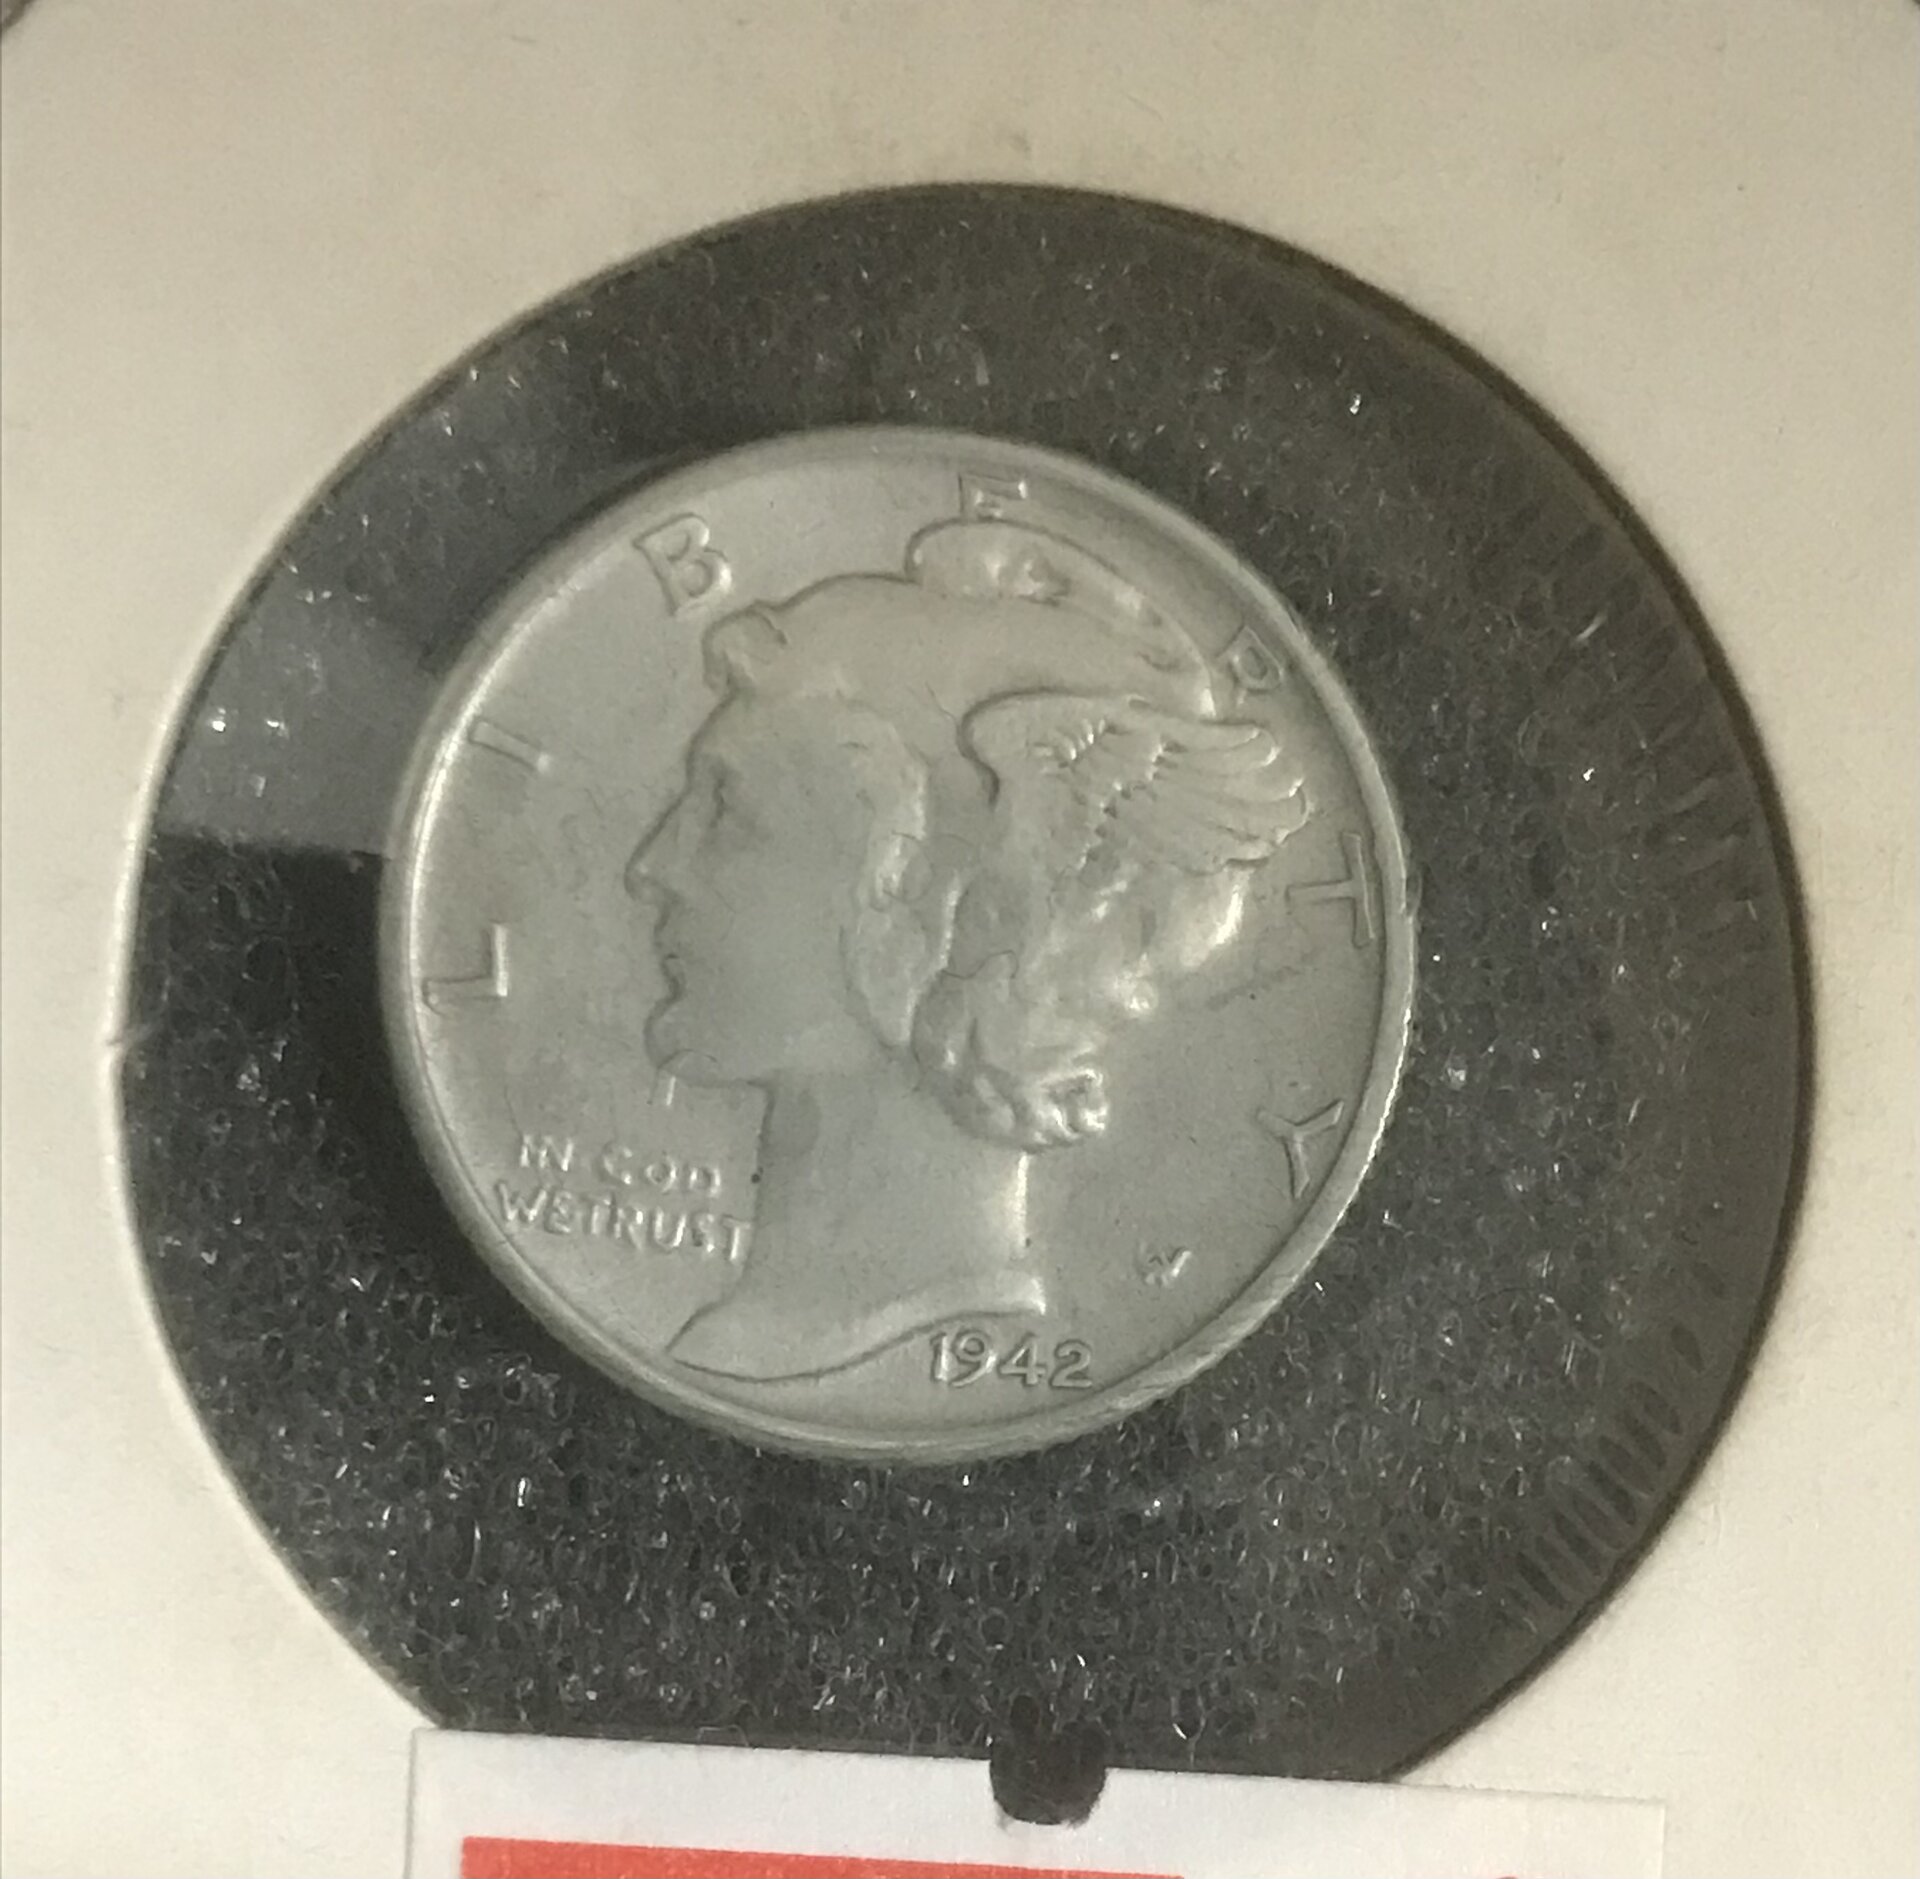 LIBERTY
IN GOD
WE TRUST
1942
W